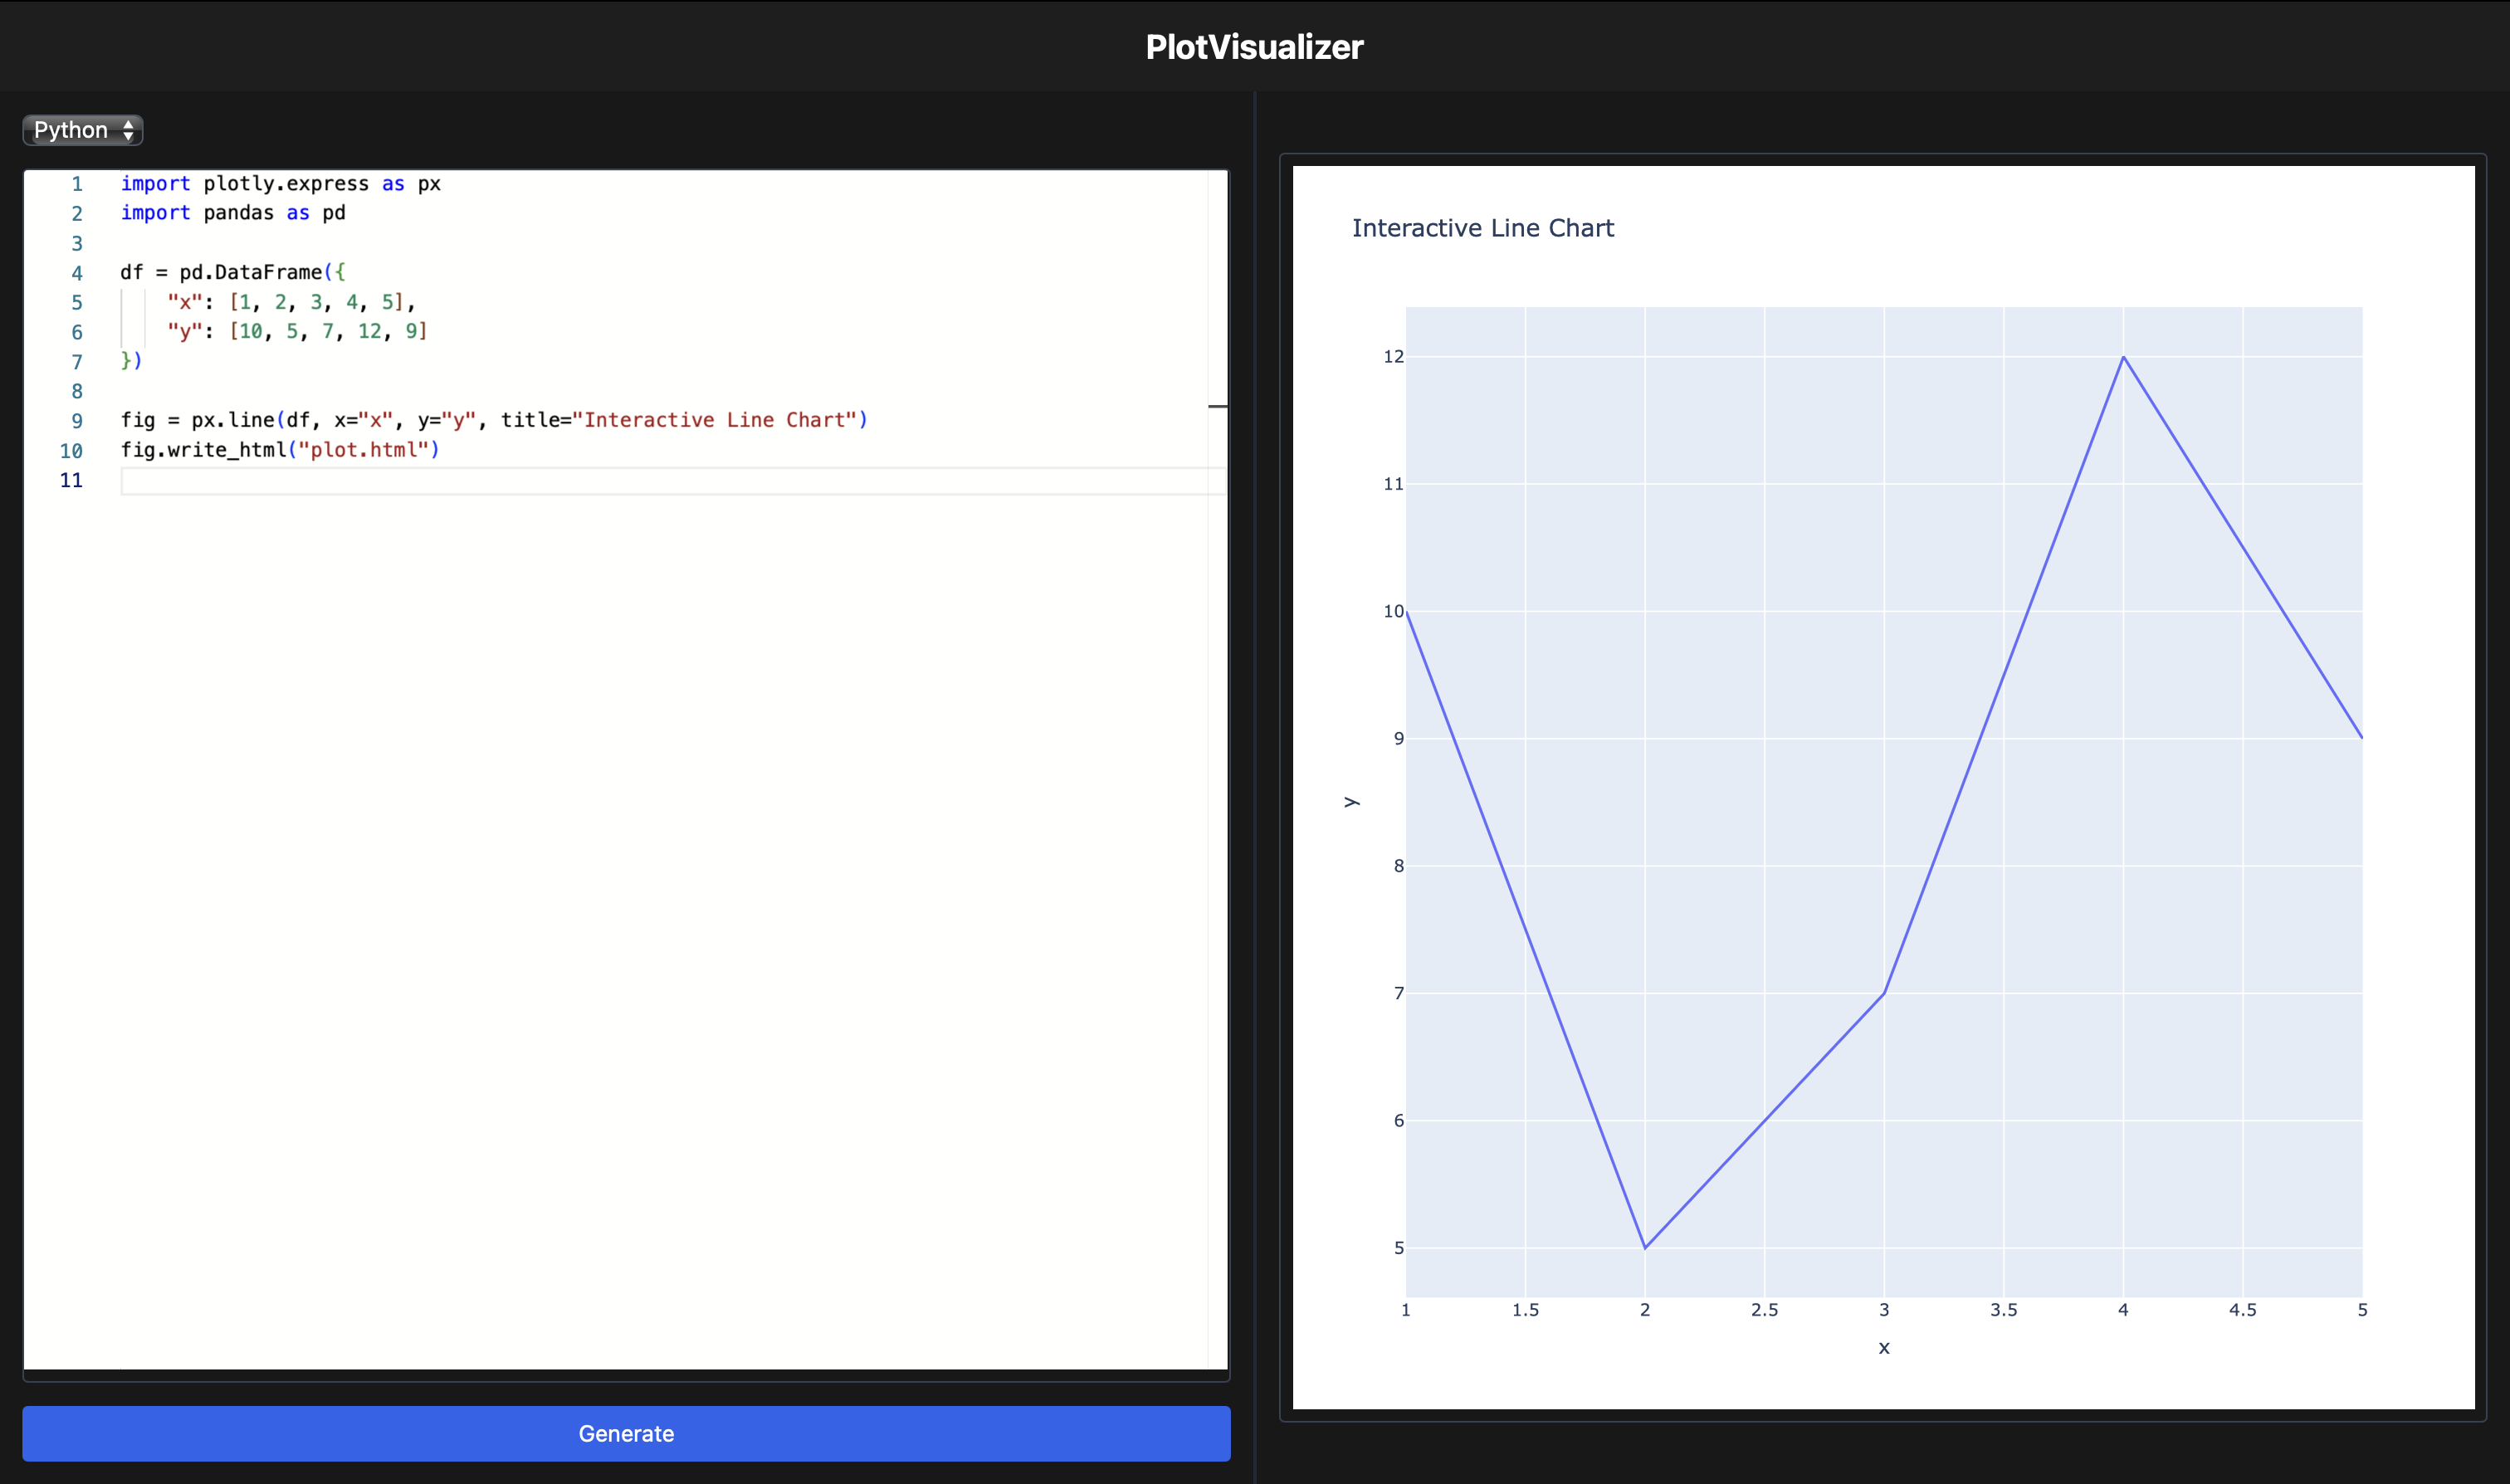 PlotVisualizer
Python
1 import plotly.express as px
2 import pandas as pd
3
4 df = pd.DataFrame({
5     "x": [1, 2, 3, 4, 5],
6     "y": [10, 5, 7, 12, 9]
7 })
8
9 fig = px.line(df, x="x", y="y", title="Interactive Line Chart")
10 fig.write_html("plot.html")
11
Generate
Interactive Line Chart
12
11
10
9
8
7
6
5
y
1 1.5 2 2.5 3 3.5 4 4.5 5
x